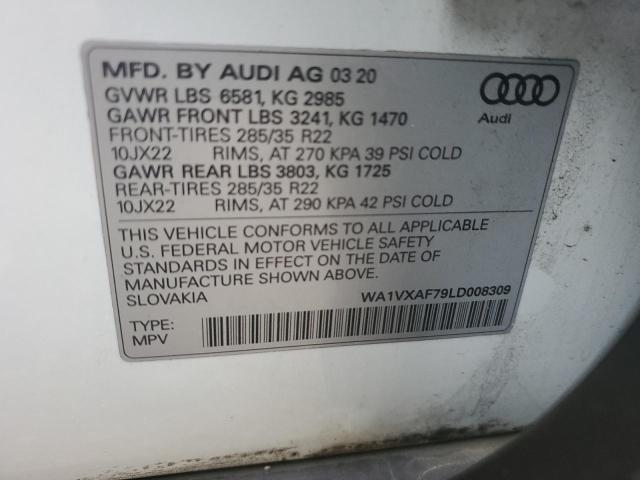 MFD. BY AUDI AG 03 20
GVWR LBS 6581, KG 2985
GAWR FRONT LBS 3241, KG 1470
FRONT-TIRES 285/35 R22
10JX22 RIMS, AT 270 KPA 39 PSI COLD
GAWR REAR LBS 3803, KG 1725
REAR-TIRES 285/35 R22
10JX22 RIMS, AT 290 KPA 42 PSI COLD
Audi
THIS VEHICLE CONFORMS TO ALL APPLICABLE
U.S. FEDERAL MOTOR VEHICLE SAFETY
STANDARDS IN EFFECT ON THE DATE OF
MANUFACTURE SHOWN ABOVE.
SLOVAKIA WA1VXAF79LD008309
TYPE:
MPV